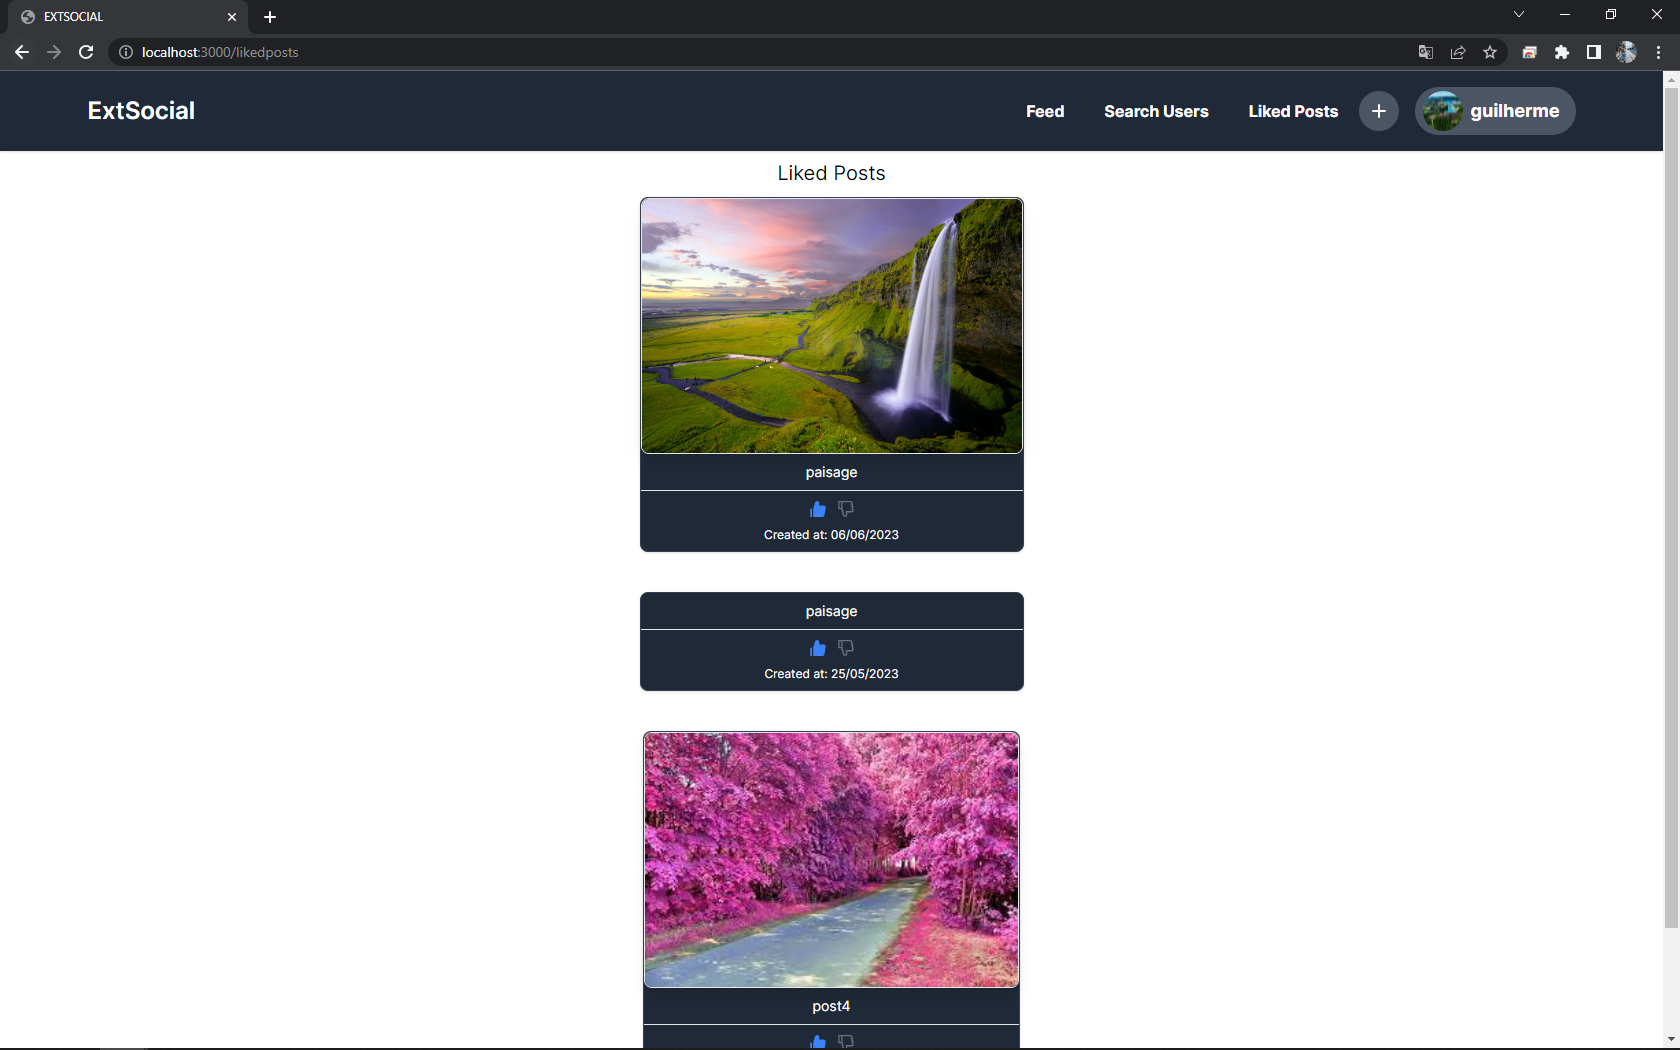 EXTSOCIAL
localhost:3000/likedposts
ExtSocial
Feed
Search Users
Liked Posts
guilherme
Liked Posts
paisage
Created at: 06/06/2023
paisage
Created at: 25/05/2023
post4